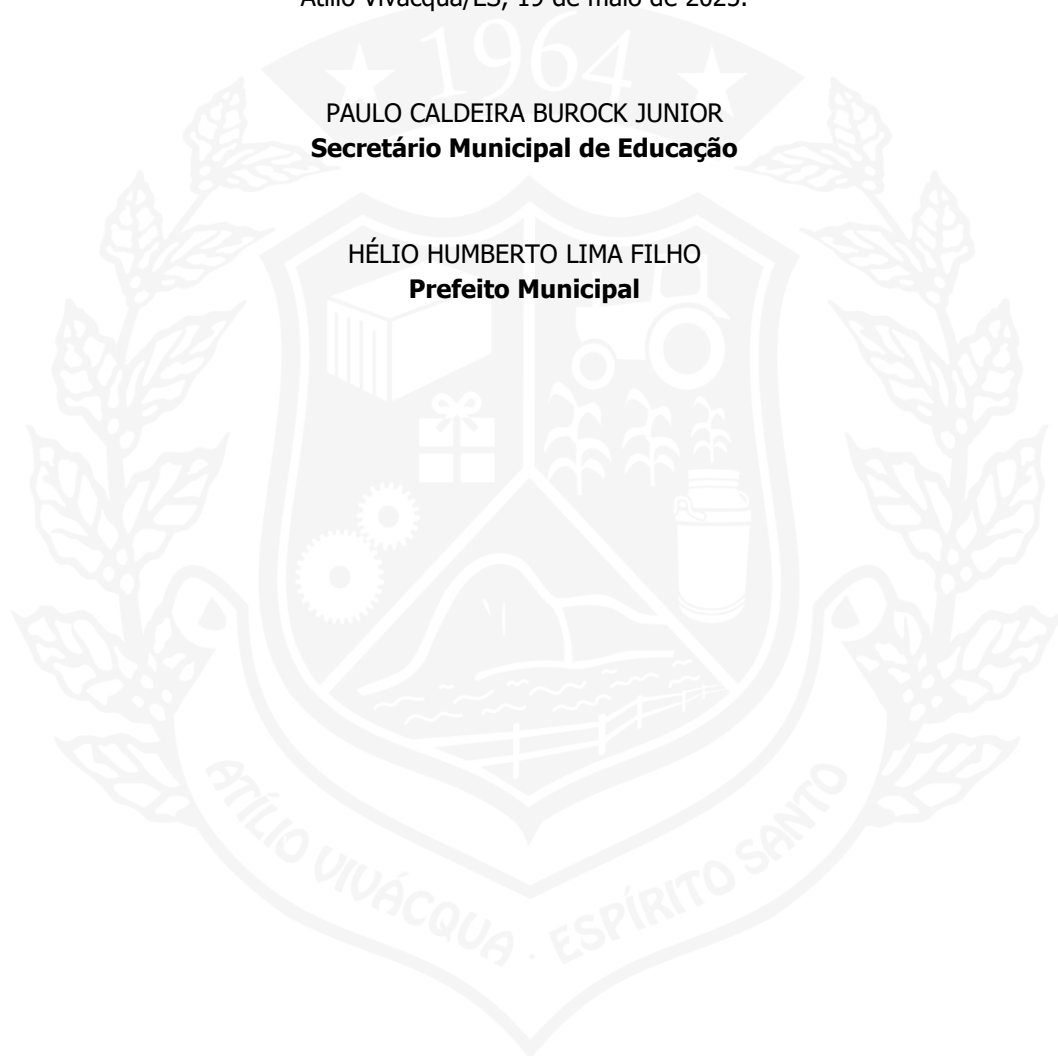 Atílio Vivácqua/ES, 19 de maio de 2025.
1964
PAULO CALDEIRA BUROCK JUNIOR
Secretário Municipal de Educação
HÉLIO HUMBERTO LIMA FILHO
Prefeito Municipal
ATÍLIO VIVÁCQUA · ESPÍRITO SANTO